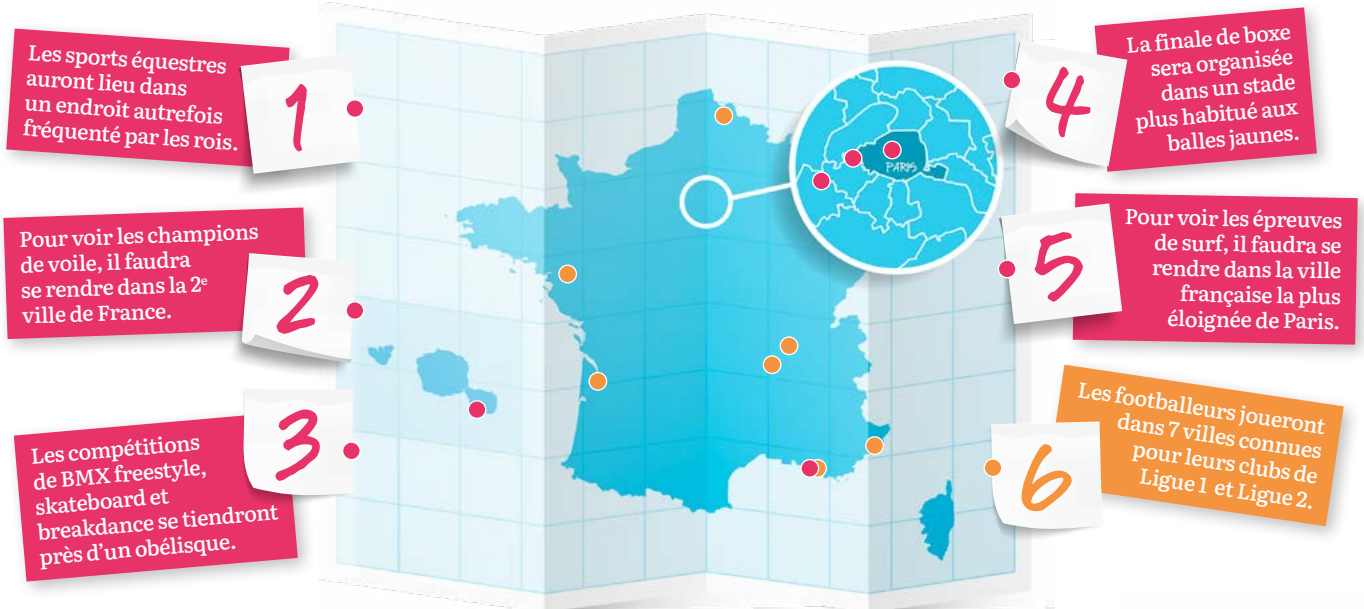 Les sports équestres
auront lieu dans
un endroit autrefois
fréquenté par les rois.
1
Pour voir les champions
de voile, il faudra
se rendre dans la 2e
ville de France.
2
Les compétitions
de BMX freestyle,
skateboard et
breakdance se tiendront
près d’un obélisque.
3
PARIS
4
La finale de boxe
sera organisée
dans un stade
plus habitué aux
balles jaunes.
5
Pour voir les épreuves
de surf, il faudra se
rendre dans la ville
française la plus
éloignée de Paris.
6
Les footballeurs joueront
dans 7 villes connues
pour leurs clubs de
Ligue 1 et Ligue 2.